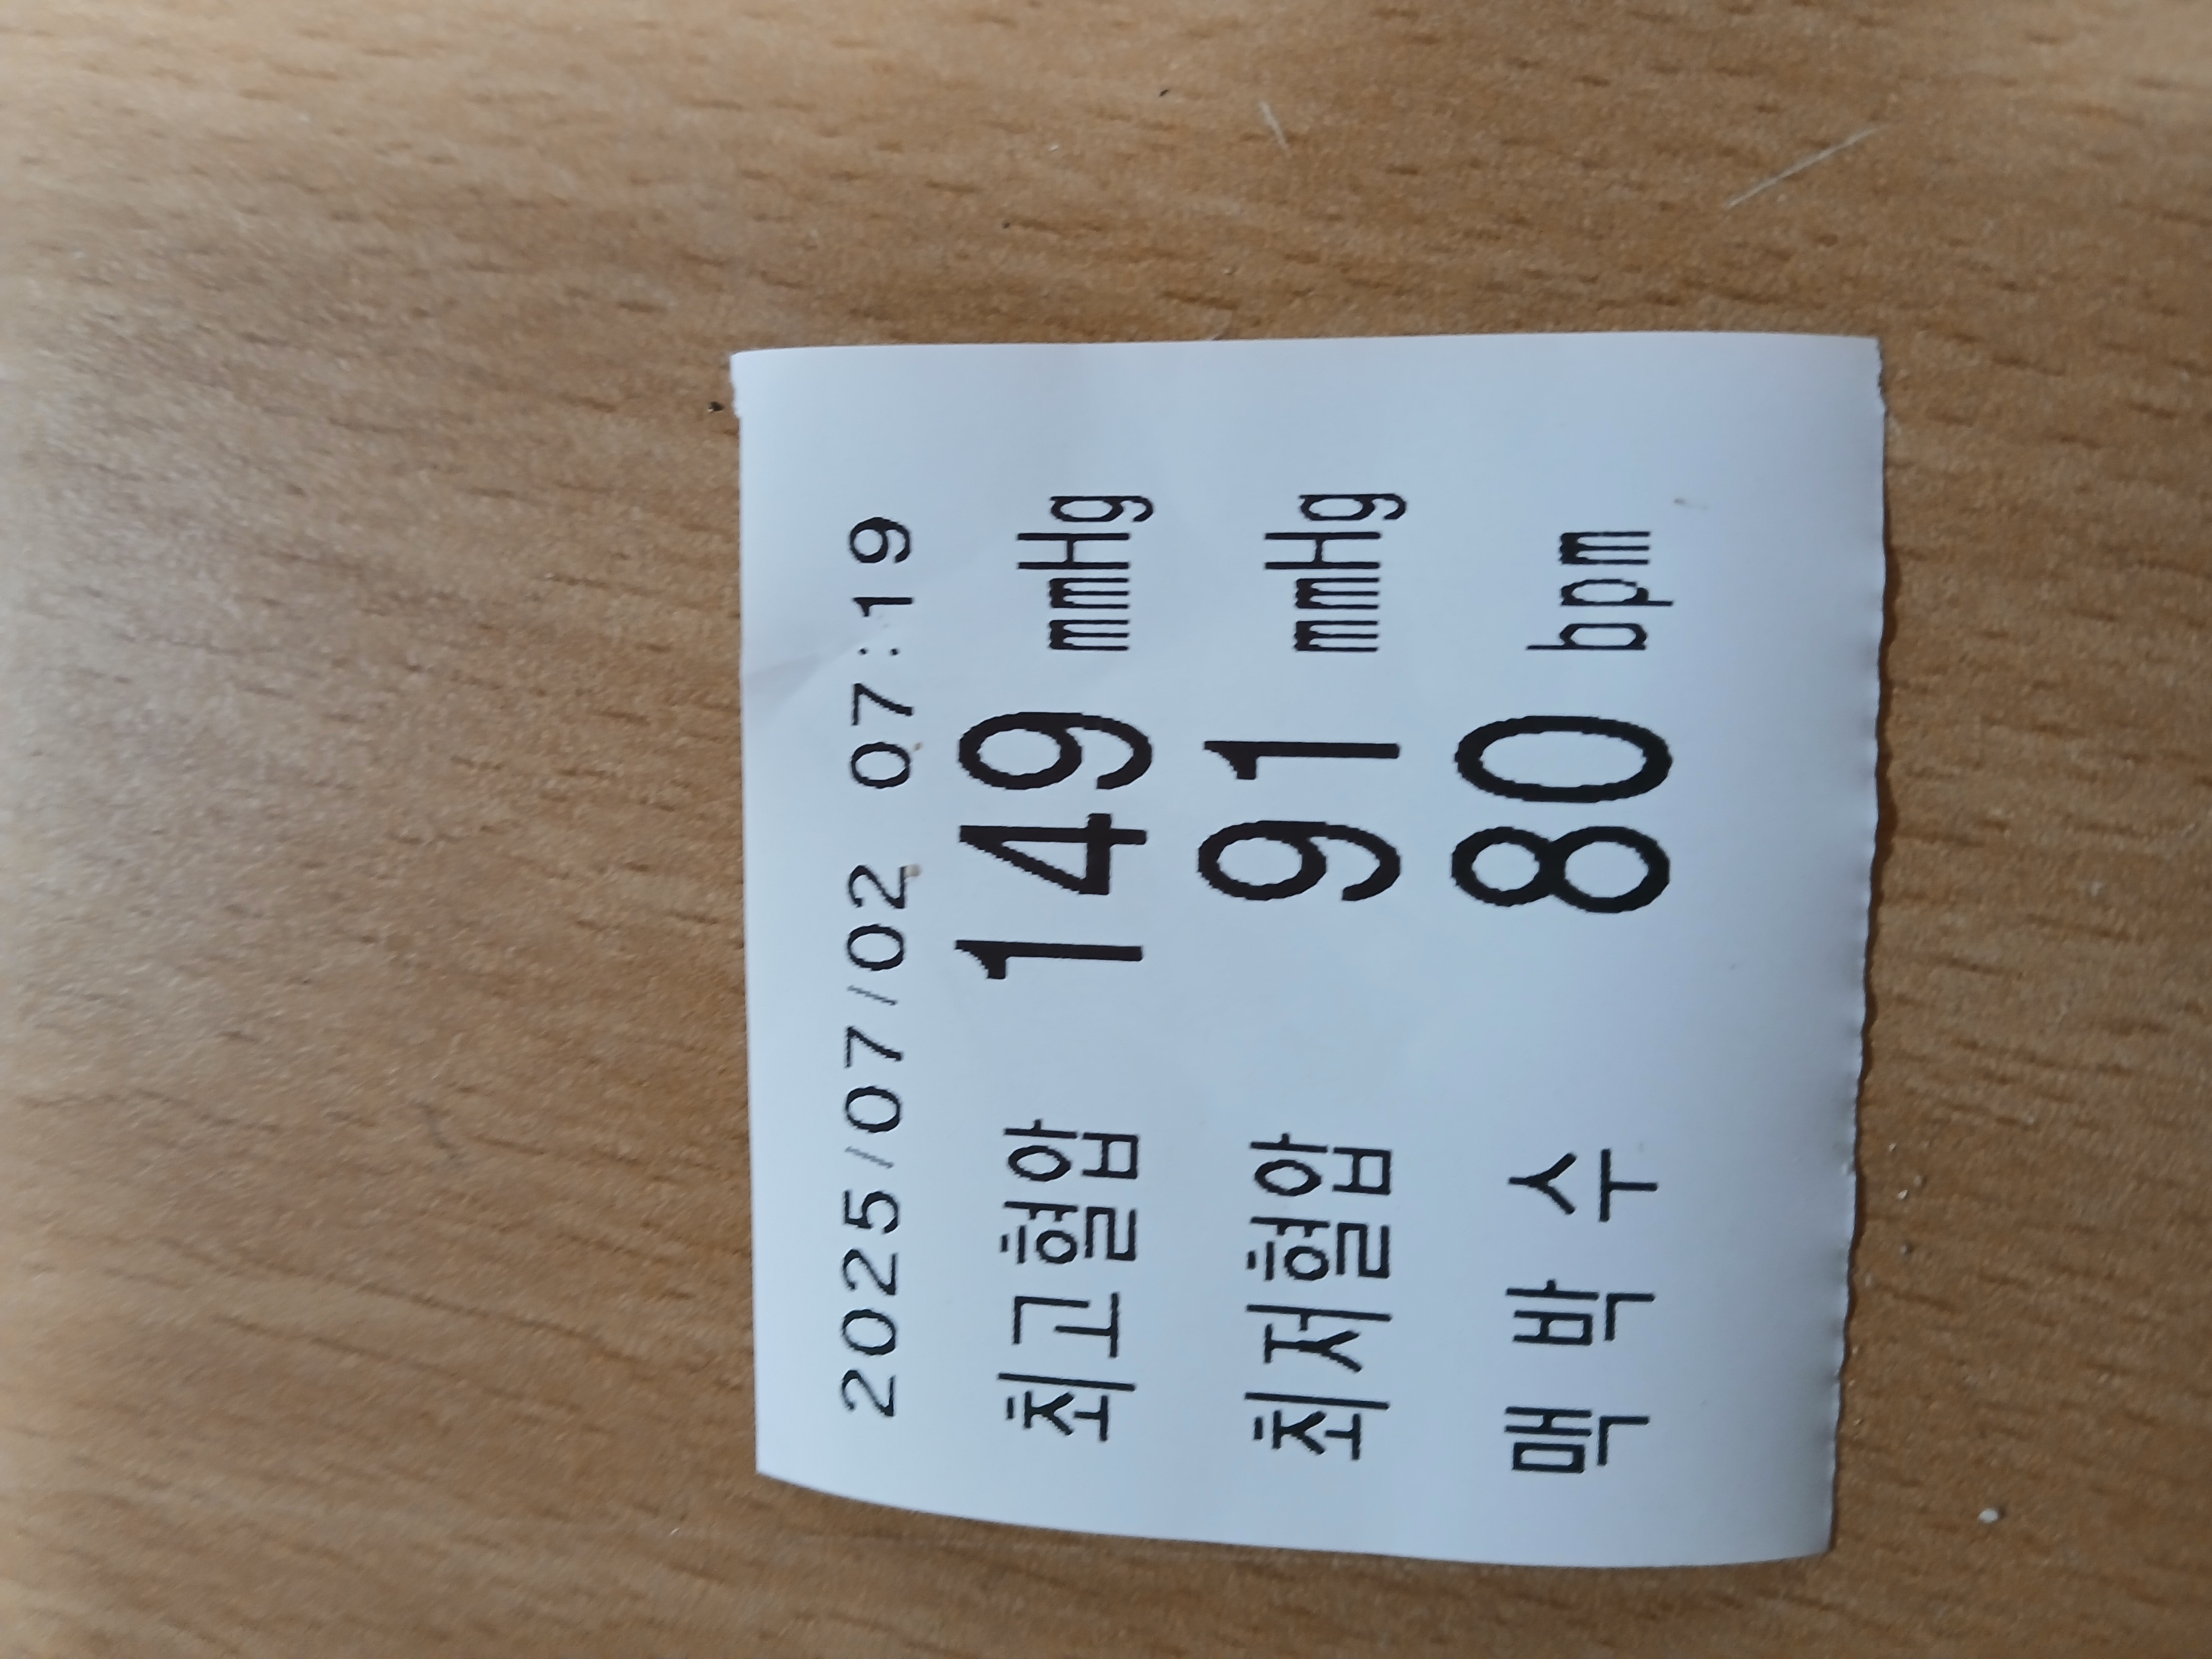 2025/07/02 07:19
최고혈압 149 mmHg
최저혈압 91 mmHg
맥 박 수 80 bpm